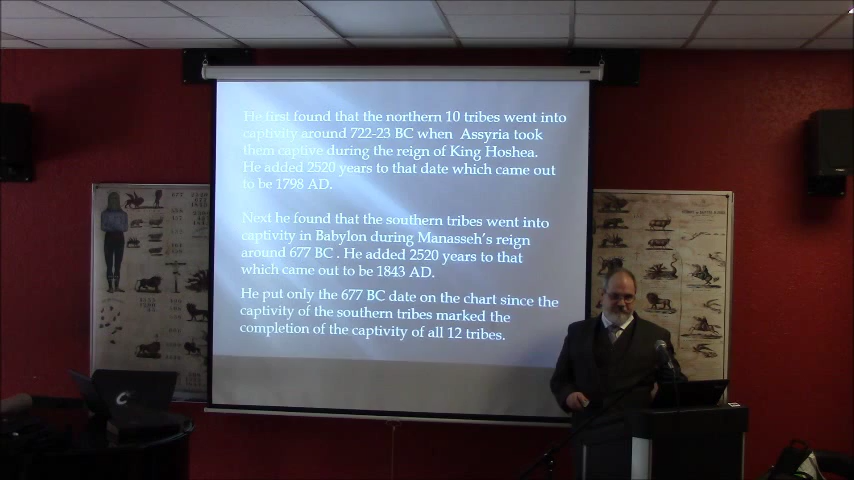 He first found that the northern 10 tribes went into
captivity around 722-23 BC when Assyria took
them captive during the reign of King Hoshea.
He added 2520 years to that date which came out
to be 1798 AD.
Next he found that the southern tribes went into
captivity in Babylon during Manasseh's reign
around 677 BC . He added 2520 years to that
which came out to be 1843 AD.
He put only the 677 BC date on the chart since the
captivity of the southern tribes marked the
completion of the captivity of all 12 tribes.